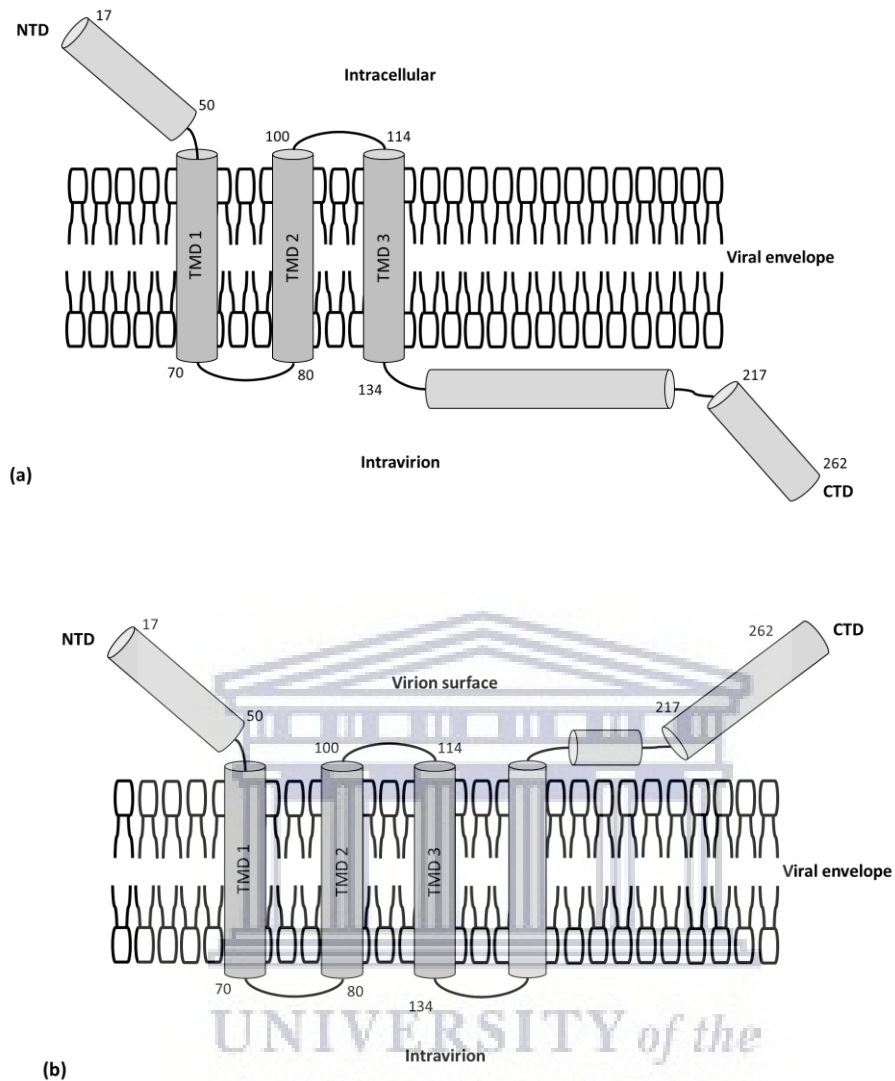 17
NTD
50
Intracellular
100
114
TMD 1
TMD 2
TMD 3
Viral envelope
70
80
134
217
262
CTD
Intravirion
(a)
17
NTD
262
CTD
Virion surface
50
217
100
114
TMD 1
TMD 2
TMD 3
Viral envelope
70
80
134
UNIVERSITY of the
Intravirion
(b)